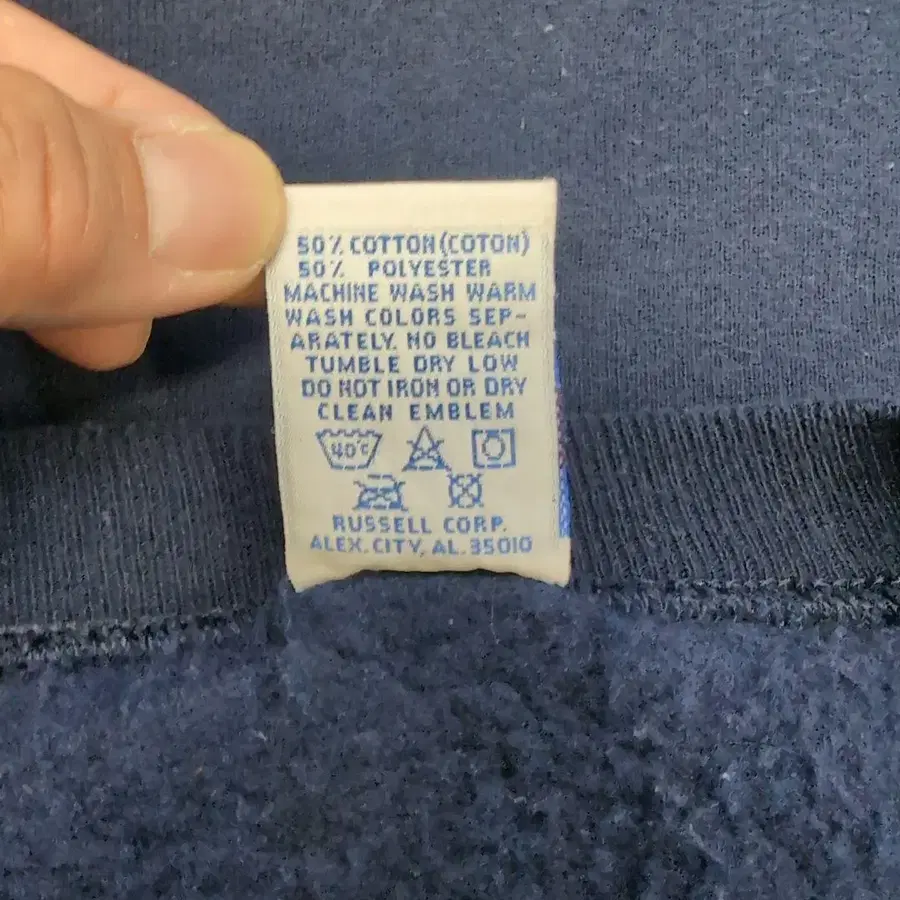 50% COTTON (COTON)
50% POLYESTER
MACHINE WASH WARM
WASH COLORS SEP-
ARATELY. NO BLEACH
TUMBLE DRY LOW
DO NOT IRON OR DRY
CLEAN EMBLEM
40°C
RUSSELL CORP.
ALEX. CITY, AL. 35010